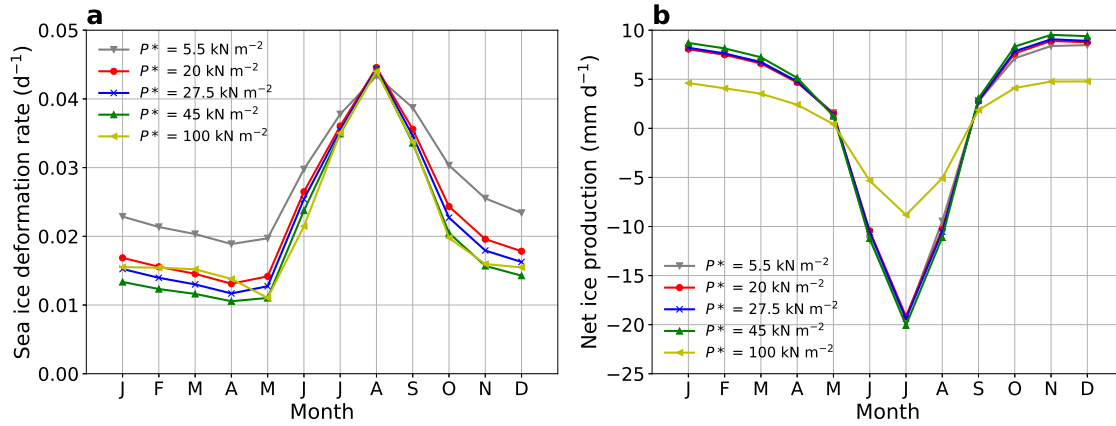 a
Sea ice deformation rate (d⁻¹)
0.05
0.04
0.03
0.02
0.01
0.00
P* = 5.5 kN m⁻²
P* = 20 kN m⁻²
P* = 27.5 kN m⁻²
P* = 45 kN m⁻²
P* = 100 kN m⁻²
J F M A M J J A S O N D
Month
b
Net ice production (mm d⁻¹)
10
5
0
−5
−10
−15
−20
−25
P* = 5.5 kN m⁻²
P* = 20 kN m⁻²
P* = 27.5 kN m⁻²
P* = 45 kN m⁻²
P* = 100 kN m⁻²
J F M A M J J A S O N D
Month